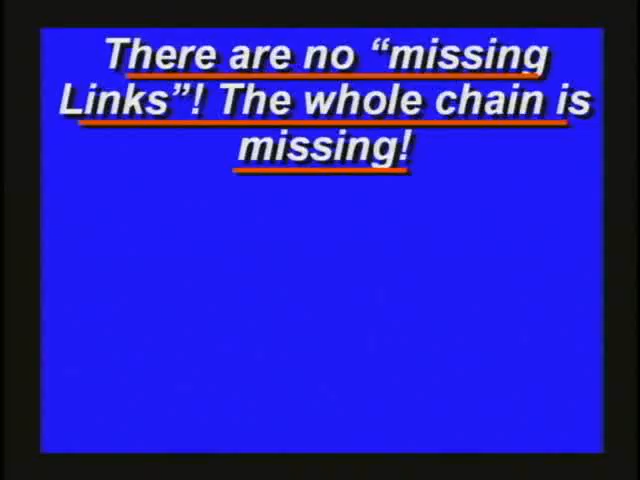 There are no “missing
Links”! The whole chain is
missing!